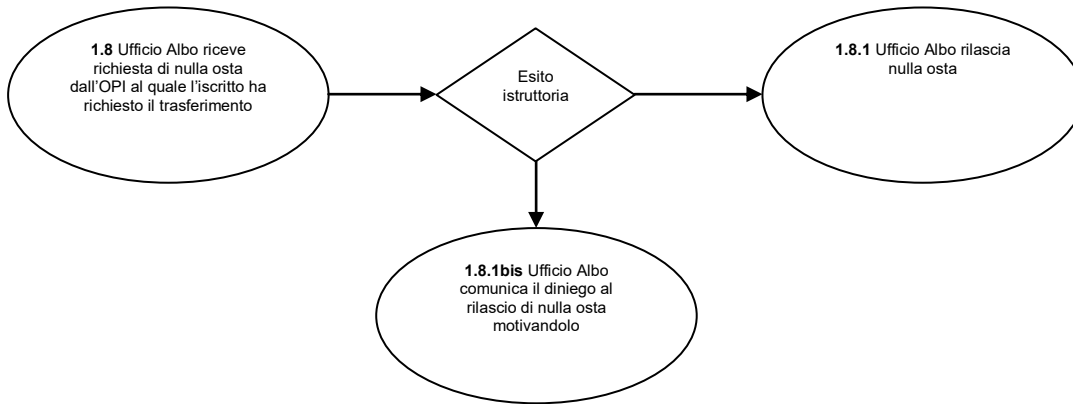 1.8 Ufficio Albo riceve
richiesta di nulla osta
dall'OPI al quale l'iscritto ha
richiesto il trasferimento
Esito
istruttoria
1.8.1 Ufficio Albo rilascia
nulla osta
1.8.1bis Ufficio Albo
comunica il diniego al
rilascio di nulla osta
motivandolo